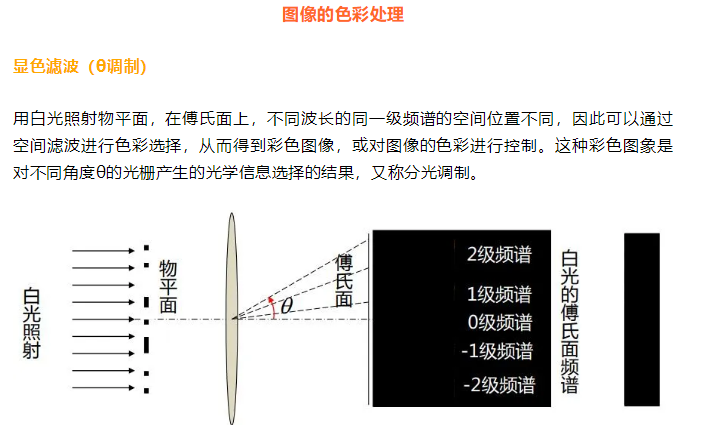 图像的色彩处理
显色滤波（θ调制）
用白光照射物平面，在傅氏面上，不同波长的同一级频谱的空间位置不同，因此可以通过
空间滤波进行色彩选择，从而得到彩色图像，或对图像的色彩进行控制。这种彩色图象是
对不同角度θ的光栅产生的光学信息选择的结果，又称分光调制。
白光照射
物平面
θ
傅氏面
2级频谱
1级频谱
0级频谱
-1级频谱
-2级频谱
白光的傅氏面频谱